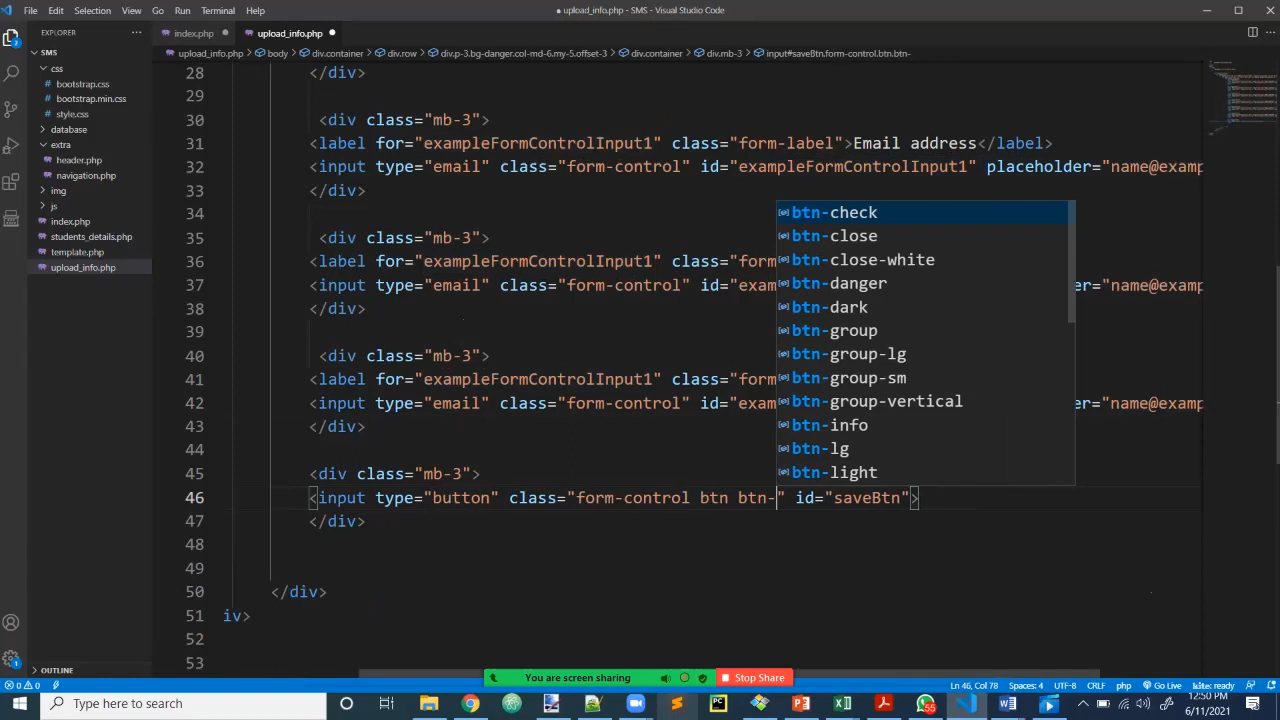 File Edit Selection View Go Run Terminal Help
● upload_info.php - SMS - Visual Studio Code
EXPLORER ···
index.php ●
upload_info.php ●
upload_info.php › body › div.container › div.row › div.p-3.bg-danger.col-md-6.my-5.offset-3 › div.container › div.mb-3 › input#saveBtn.form-control.btn.btn-
SMS
css
bootstrap.css
bootstrap.min.css
style.css
database
extra
header.php
navigation.php
img
js
index.php
students_details.php
template.php
upload_info.php
OUTLINE
28 </div>
29
30 <div class="mb-3">
31 <label for="exampleFormControlInput1" class="form-label">Email address</label>
32 <input type="email" class="form-control" id="exampleFormControlInput1" placeholder="name@examp
33 </div>
34
35 <div class="mb-3">
36 <label for="exampleFormControlInput1" class="form
37 <input type="email" class="form-control" id="exam er="name@examp
38 </div>
39
40 <div class="mb-3">
41 <label for="exampleFormControlInput1" class="form
42 <input type="email" class="form-control" id="exam er="name@examp
43 </div>
44
45 <div class="mb-3">
46 <input type="button" class="form-control btn btn-" id="saveBtn">
47 </div>
48
49
50 </div>
51 iv>
52
53
btn-check
btn-close
btn-close-white
btn-danger
btn-dark
btn-group
btn-group-lg
btn-group-sm
btn-group-vertical
btn-info
btn-lg
btn-light
You are screen sharing
Stop Share
0 0
Ln 46, Col 78 Spaces: 4 UTF-8 CRLF php Go Live kite: ready
Type here to search
55
12:50 PM
6/11/2021